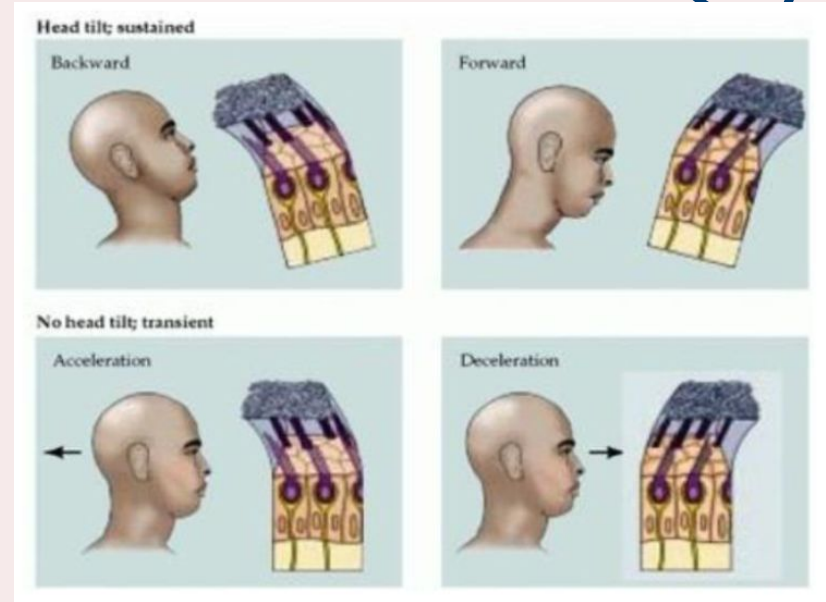 Head tilt; sustained
Backward
Forward
No head tilt; transient
Acceleration
Deceleration